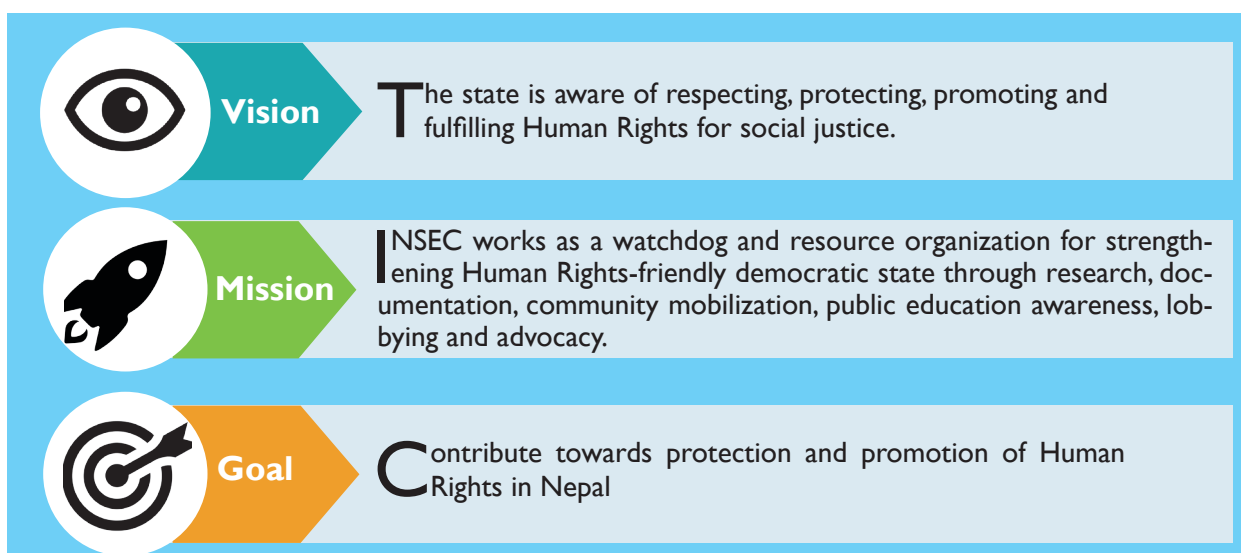 Vision
The state is aware of respecting, protecting, promoting and
fulfilling Human Rights for social justice.
Mission
INSEC works as a watchdog and resource organization for strength-
ening Human Rights-friendly democratic state through research, doc-
umentation, community mobilization, public education awareness, lob-
bying and advocacy.
Goal
Contribute towards protection and promotion of Human
Rights in Nepal